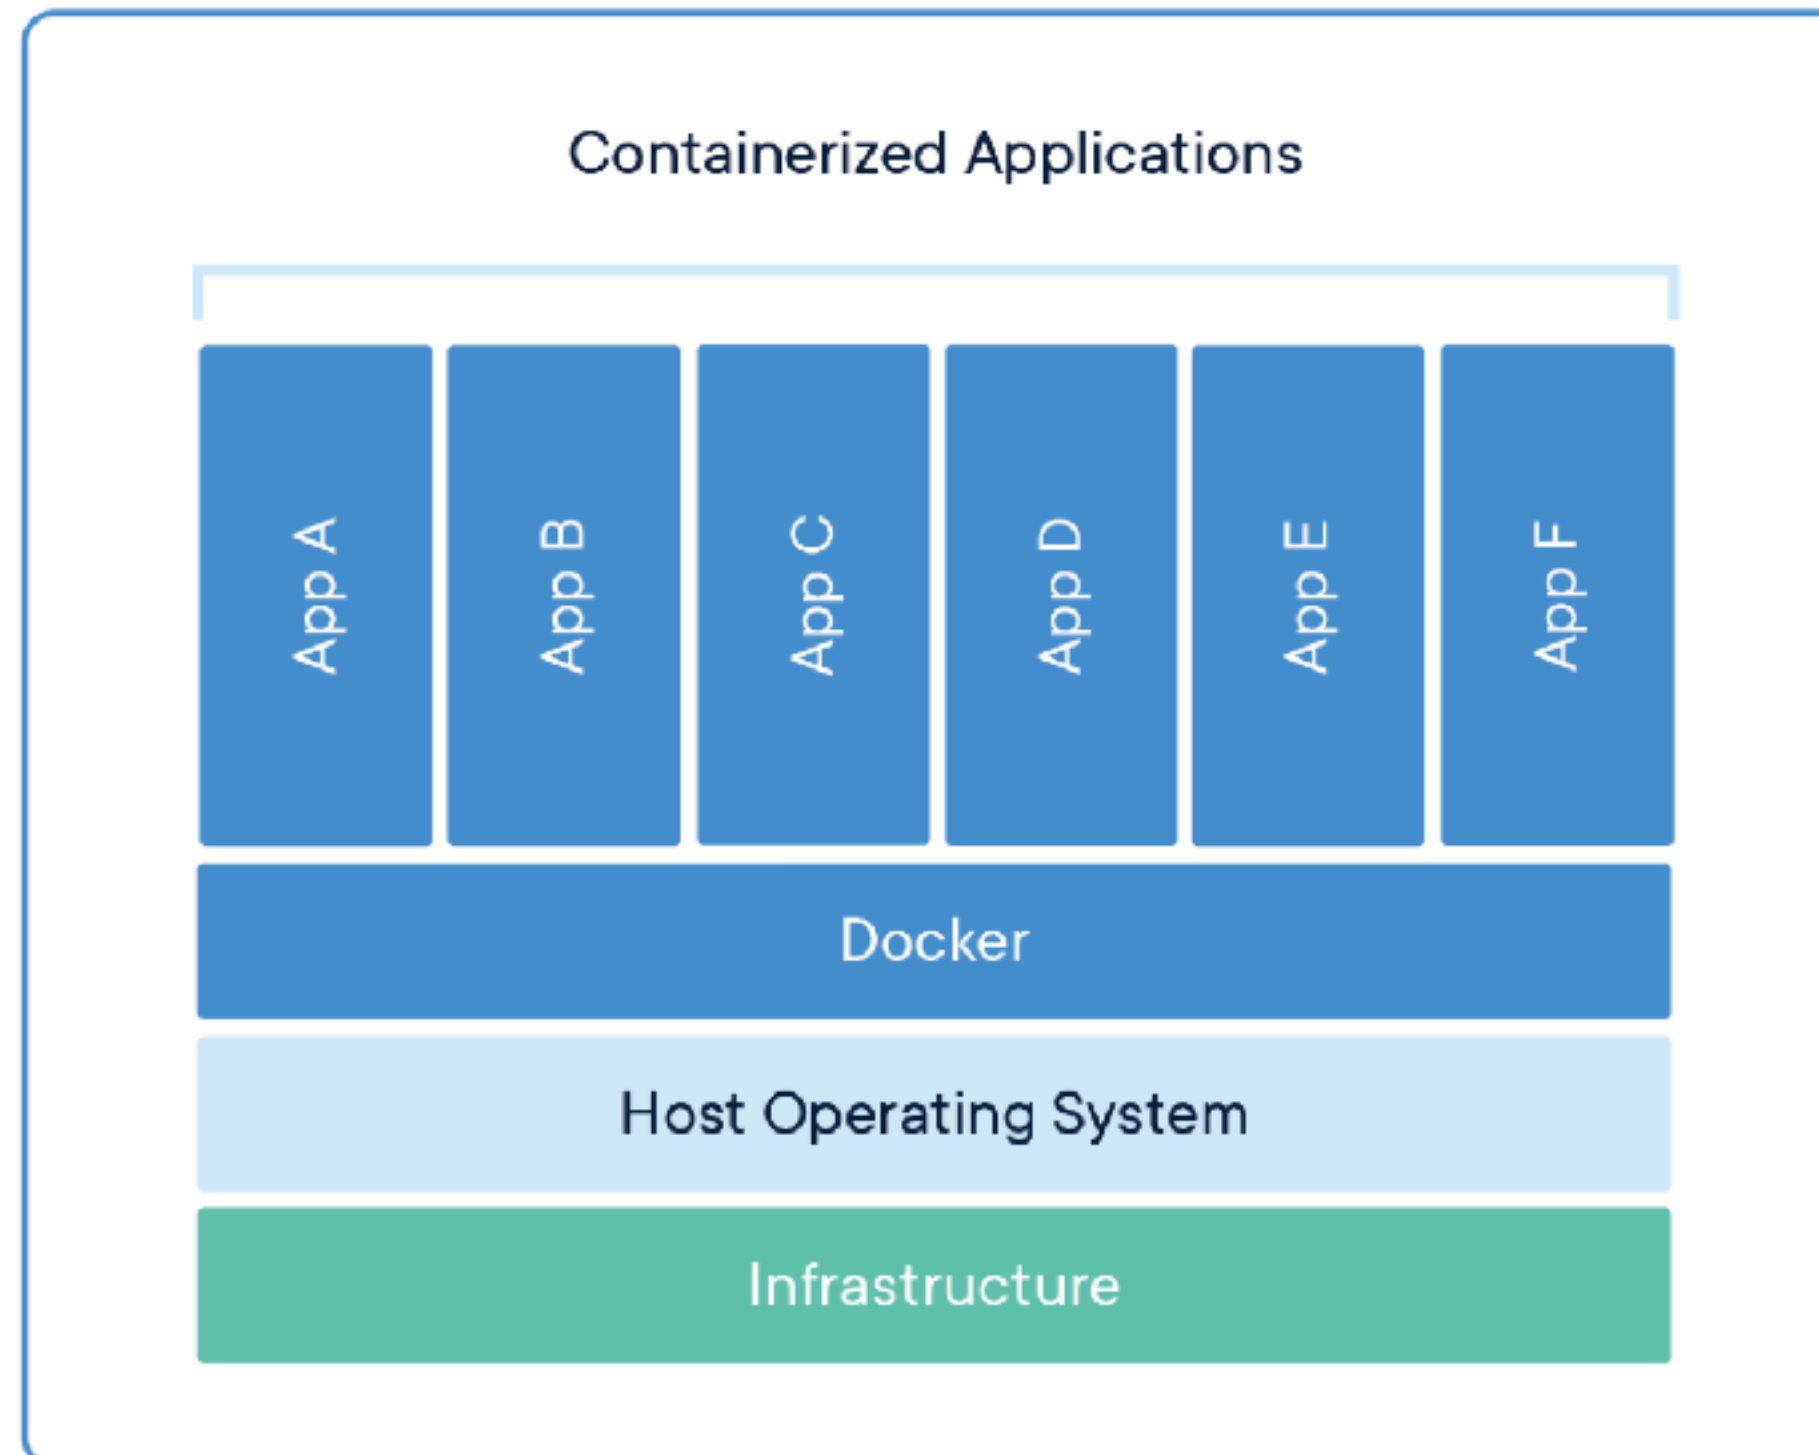 Containerized Applications
App A
App B
App C
App D
App E
App F
Docker
Host Operating System
Infrastructure